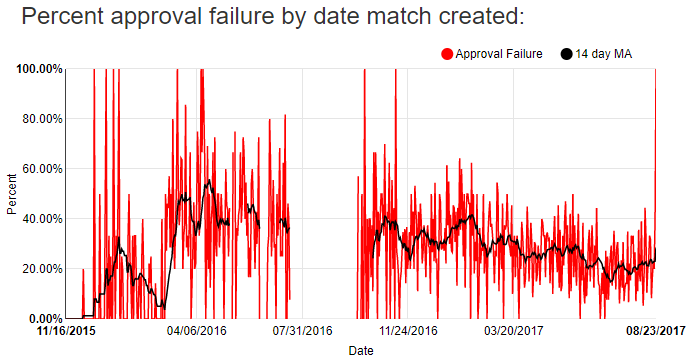 Percent approval failure by date match created:
Approval Failure 14 day MA
100.00%
80.00%
60.00%
Percent
40.00%
20.00%
0.00%
11/16/2015 04/06/2016 07/31/2016 11/24/2016 03/20/2017 08/23/2017
Date